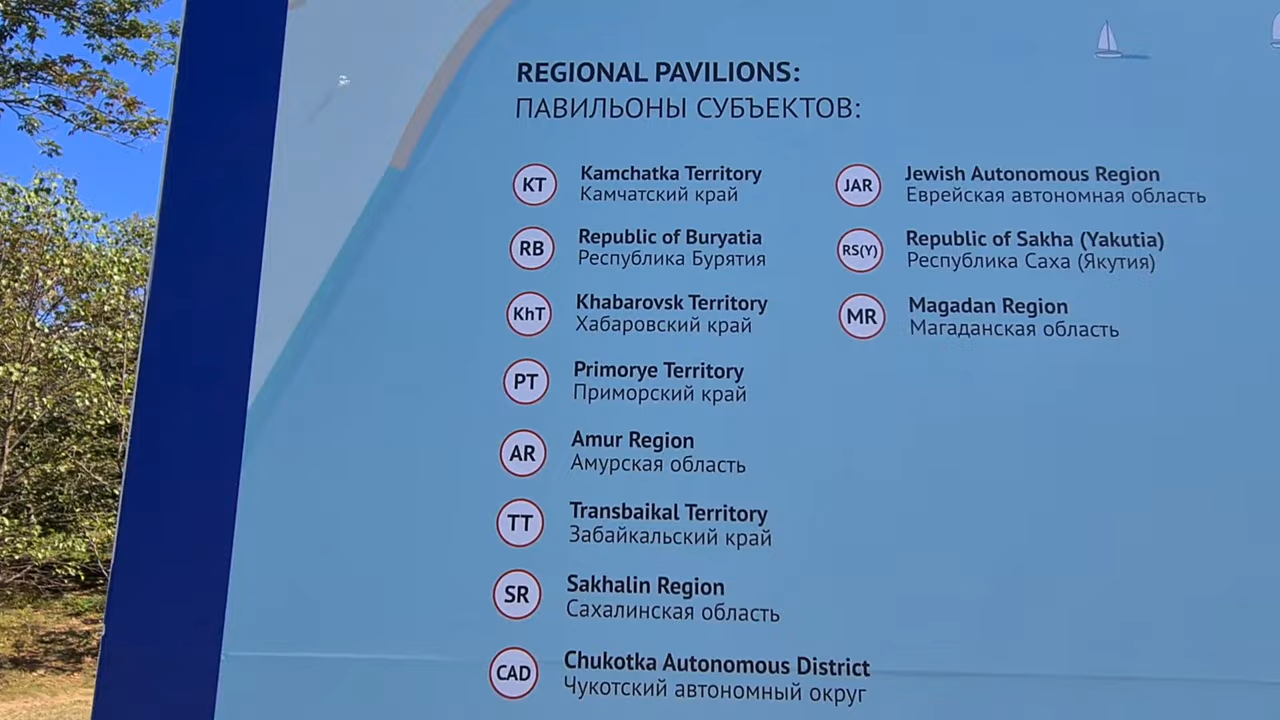 REGIONAL PAVILIONS:
ПАВИЛЬОНЫ СУБЪЕКТОВ:
KT
Kamchatka Territory
Камчатский край
RB
Republic of Buryatia
Республика Бурятия
KhT
Khabarovsk Territory
Хабаровский край
PT
Primorye Territory
Приморский край
AR
Amur Region
Амурская область
TT
Transbaikal Territory
Забайкальский край
SR
Sakhalin Region
Сахалинская область
CAD
Chukotka Autonomous District
Чукотский автономный округ
JAR
Jewish Autonomous Region
Еврейская автономная область
RS(Y)
Republic of Sakha (Yakutia)
Республика Саха (Якутия)
MR
Magadan Region
Магаданская область